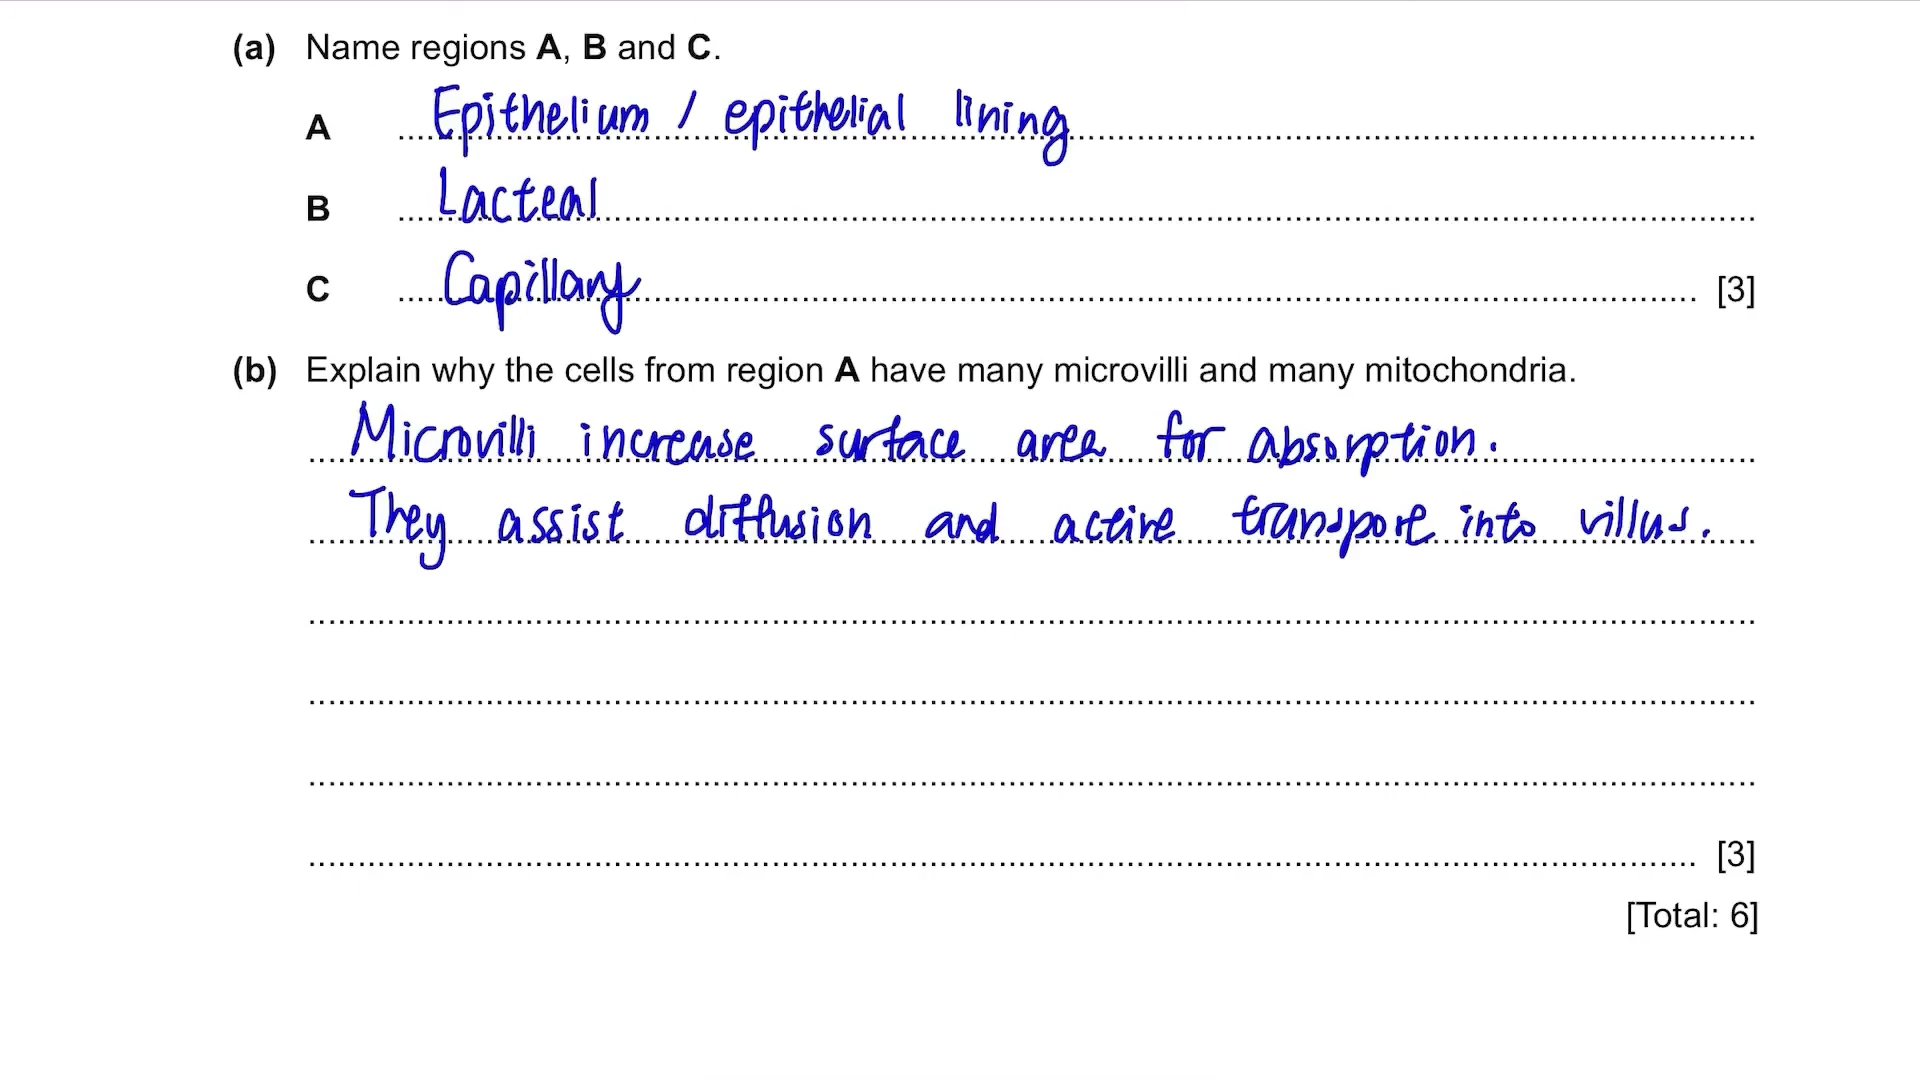 (a) Name regions A, B and C.
A Epithelium / epithelial lining
B Lacteal
C Capillary [3]
(b) Explain why the cells from region A have many microvilli and many mitochondria.
Microvilli increase surface area for absorption.
They assist diffusion and active transport into villus.
[3]
[Total: 6]